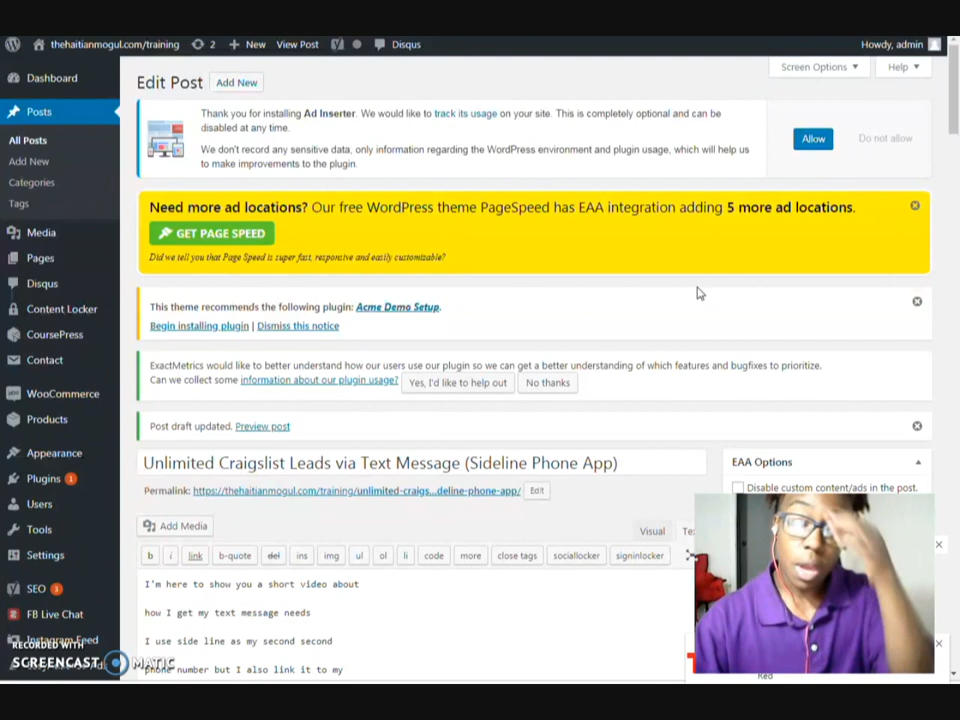 thehaitianmogul.com/training 2 + New View Post Disqus Howdy, admin
Dashboard
Posts
All Posts
Add New
Categories
Tags
Media
Pages
Disqus
Content Locker
CoursePress
Contact
WooCommerce
Products
Appearance
Plugins 1
Users
Tools
Settings
SEO 3
FB Live Chat
Instagram Feed
RECORDED WITH
SCREENCAST MATIC
Screen Options Help
Edit Post Add New
Thank you for installing Ad Inserter. We would like to track its usage on your site. This is completely optional and can be
disabled at any time.
We don't record any sensitive data, only information regarding the WordPress environment and plugin usage, which will help us
to make improvements to the plugin.
Allow Do not allow
Need more ad locations? Our free WordPress theme PageSpeed has EAA integration adding 5 more ad locations.
GET PAGE SPEED
Did we tell you that Page Speed is super fast, responsive and easily customizable?
This theme recommends the following plugin: Acme Demo Setup.
Begin installing plugin | Dismiss this notice
ExactMetrics would like to better understand how our users use our plugin so we can get a better understanding of which features and bugfixes to prioritize.
Can we collect some information about our plugin usage? Yes, I'd like to help out No thanks
Post draft updated. Preview post
Unlimited Craigslist Leads via Text Message (Sideline Phone App)
Permalink: https://thehaitianmogul.com/training/unlimited-craigs...deline-phone-app/ Edit
Add Media
Visual
b i link b-quote del ins img ul ol li code more close tags sociallocker signinlocker
I'm here to show you a short video about
how I get my text message needs
I use side line as my second second
phone number but I also link it to my
EAA Options
Disable custom content/ads in the post.
Red